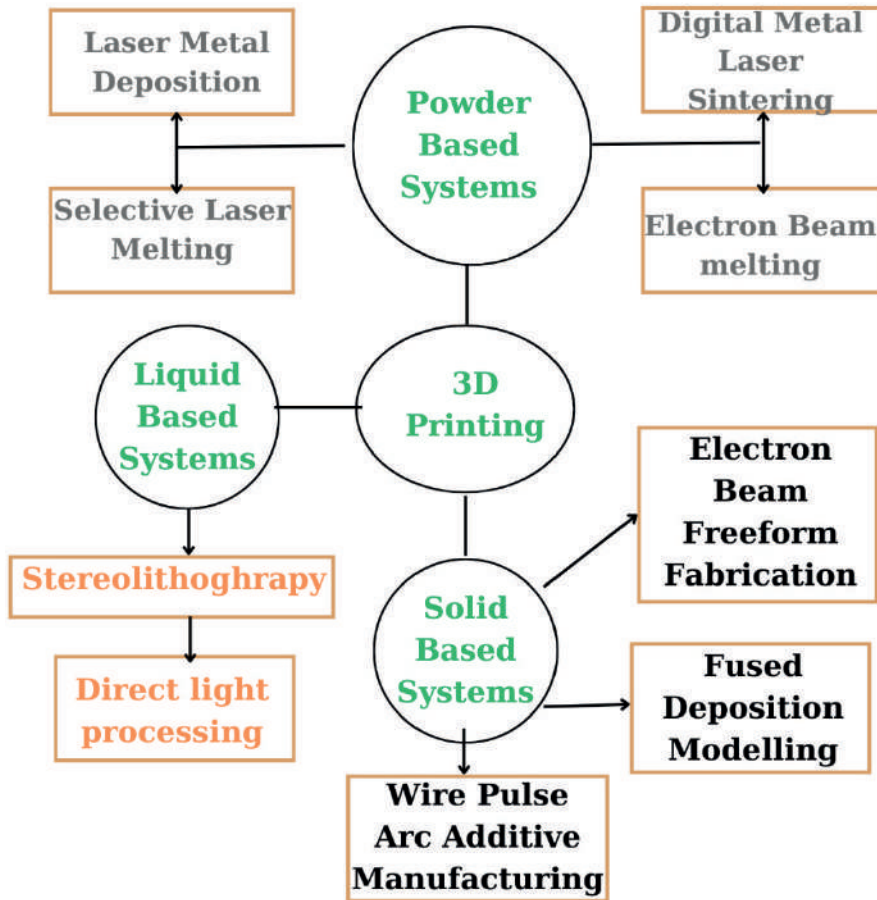 Laser Metal
Deposition
Digital Metal
Laser
Sintering
Powder
Based
Systems
Selective Laser
Melting
Electron Beam
melting
Liquid
Based
Systems
3D
Printing
Electron
Beam
Freeform
Fabrication
Stereolithoghrapy
Solid
Based
Systems
Direct light
processing
Fused
Deposition
Modelling
Wire Pulse
Arc Additive
Manufacturing